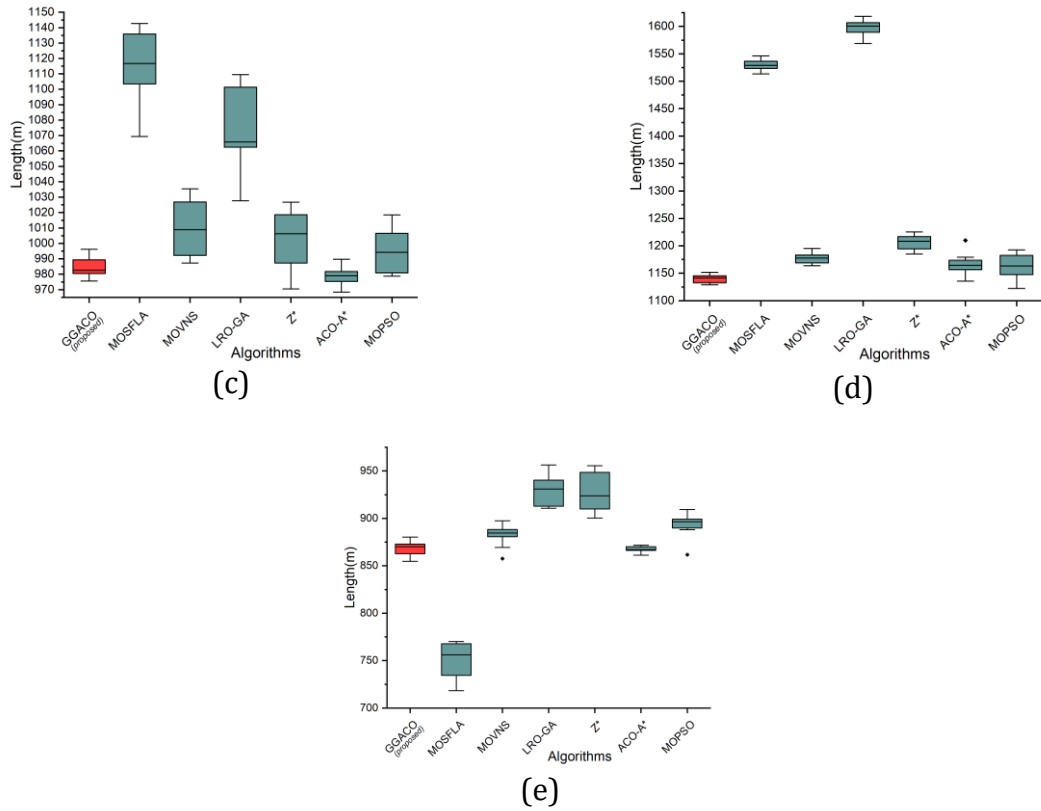 1150
1140
1130
1120
1110
1100
1090
1080
1070
1060
1050
1040
1030
1020
1010
1000
990
980
970
Length(m)
GGACO
(proposed)
MOSFLA
MOVNS
LRO-GA
Z*
ACO-A*
MOPSO
Algorithms
(c)
1600
1550
1500
1450
1400
1350
1300
1250
1200
1150
1100
Length(m)
GGACO
(proposed)
MOSFLA
MOVNS
LRO-GA
Z*
ACO-A*
MOPSO
Algorithms
(d)
950
900
850
800
750
700
Length(m)
GGACO
(proposed)
MOSFLA
MOVNS
LRO-GA
Z*
ACO-A*
MOPSO
Algorithms
(e)